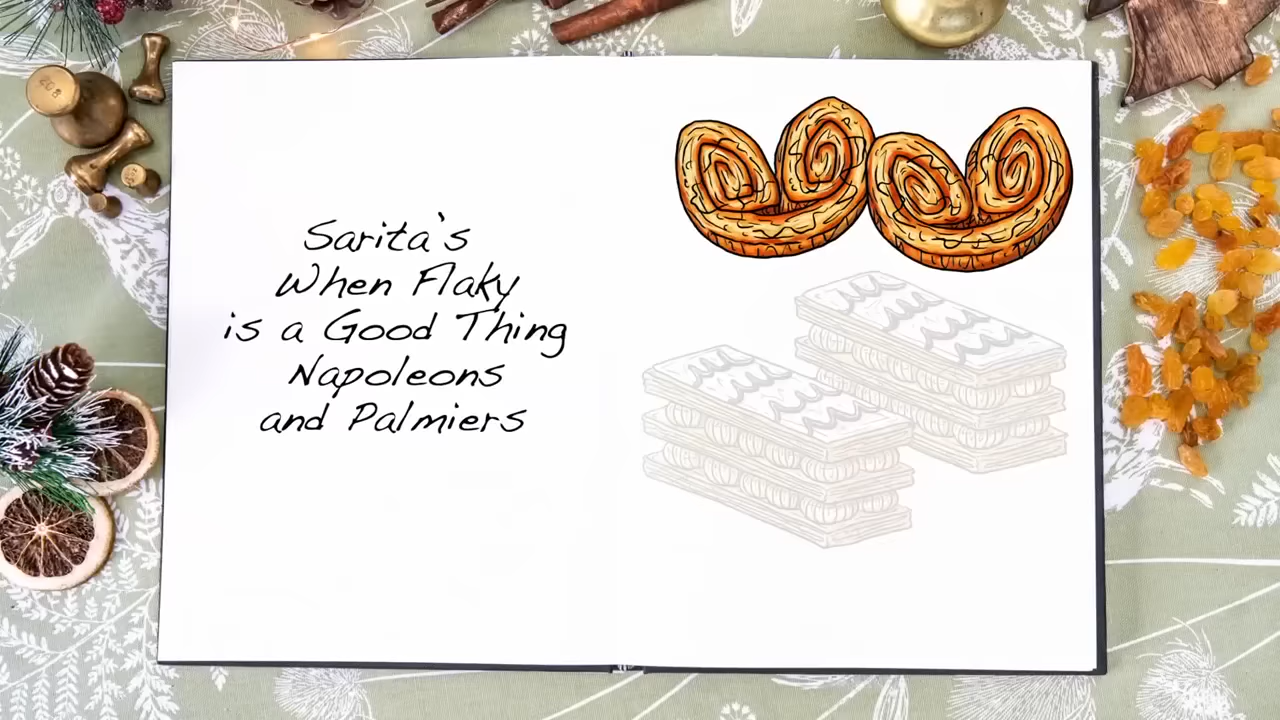 Sarita's
When Flaky
is a Good Thing
Napoleons
and Palmiers